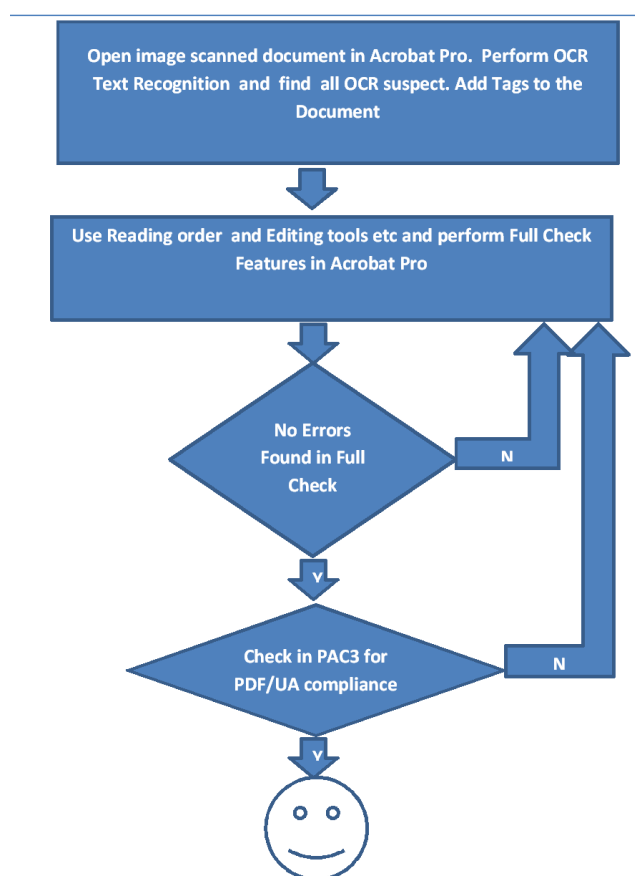 Open image scanned document in Acrobat Pro. Perform OCR
Text Recognition and find all OCR suspect. Add Tags to the
Document
Use Reading order and Editing tools etc and perform Full Check
Features in Acrobat Pro
No Errors
Found in Full
Check
N
Y
Check in PAC3 for
PDF/UA compliance
N
Y